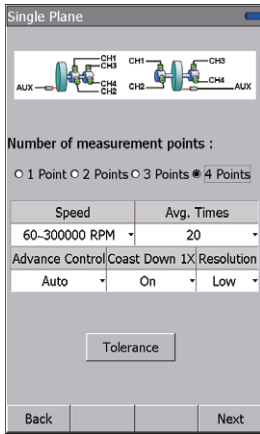 Single Plane
CH1 CH1 CH3
CH3
CH4 CH4
AUX CH2 CH2 AUX
Number of measurement points :
1 Point 2 Points 3 Points 4 Points
Speed Avg. Times
60~300000 RPM 20
Advance Control Coast Down 1X Resolution
Auto On Low
Tolerance
Back Next